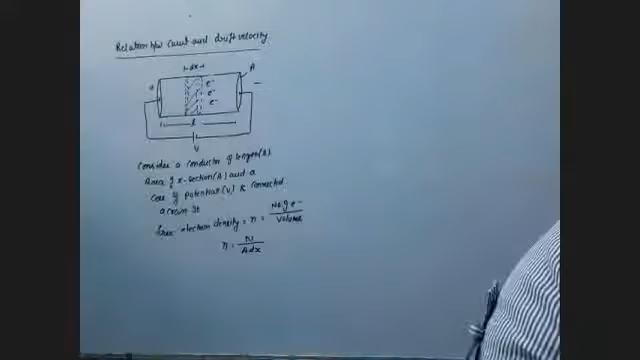 Relation b/w Current and drift velocity
dx
A
+
−
e⁻
e⁻
e⁻
l
V
Consider a conductor of length(l)
Area of x-section(A) and a
of Potential(V) is connected
across it
free electron density = n = No. of e⁻ / Volume
n = N / Adx